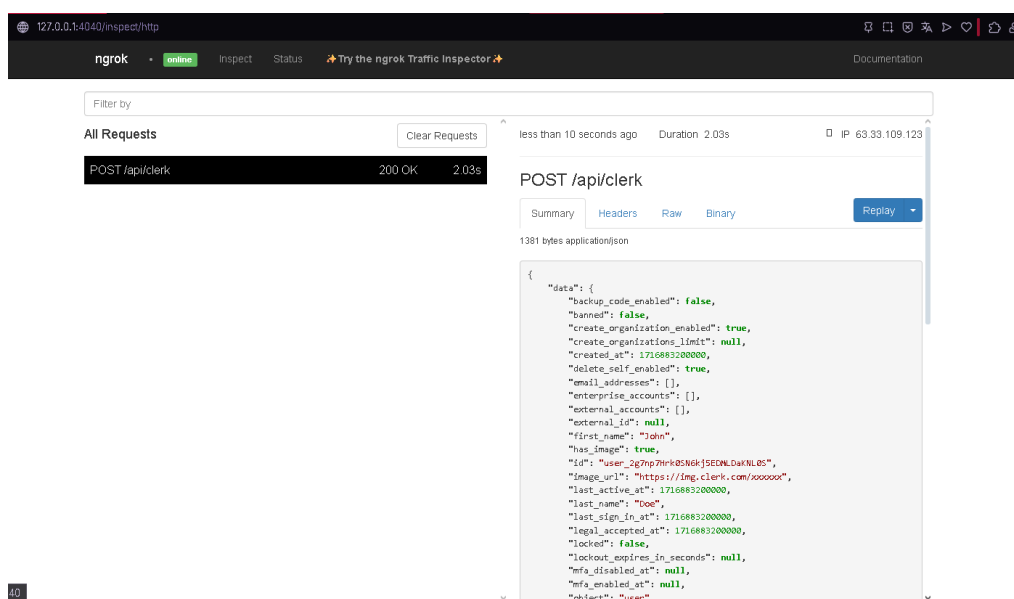 127.0.0.1:4040/inspect/http
ngrok • online Inspect Status ✨Try the ngrok Traffic Inspector✨ Documentation
Filter by
All Requests Clear Requests
POST /api/clerk 200 OK 2.03s
less than 10 seconds ago Duration 2.03s IP 63.33.109.123
POST /api/clerk
Summary Headers Raw Binary Replay
1381 bytes application/json
{
"data": {
"backup_code_enabled": false,
"banned": false,
"create_organization_enabled": true,
"create_organizations_limit": null,
"created_at": 1716883200000,
"delete_self_enabled": true,
"email_addresses": [],
"enterprise_accounts": [],
"external_accounts": [],
"external_id": null,
"first_name": "John",
"has_image": true,
"id": "user_2g7np7Hrk0SN6kj5EDMLDaKNL0S",
"image_url": "https://img.clerk.com/xxxxxx",
"last_active_at": 1716883200000,
"last_name": "Doe",
"last_sign_in_at": 1716883200000,
"legal_accepted_at": 1716883200000,
"locked": false,
"lockout_expires_in_seconds": null,
"mfa_disabled_at": null,
"mfa_enabled_at": null,
"object": "user"
40